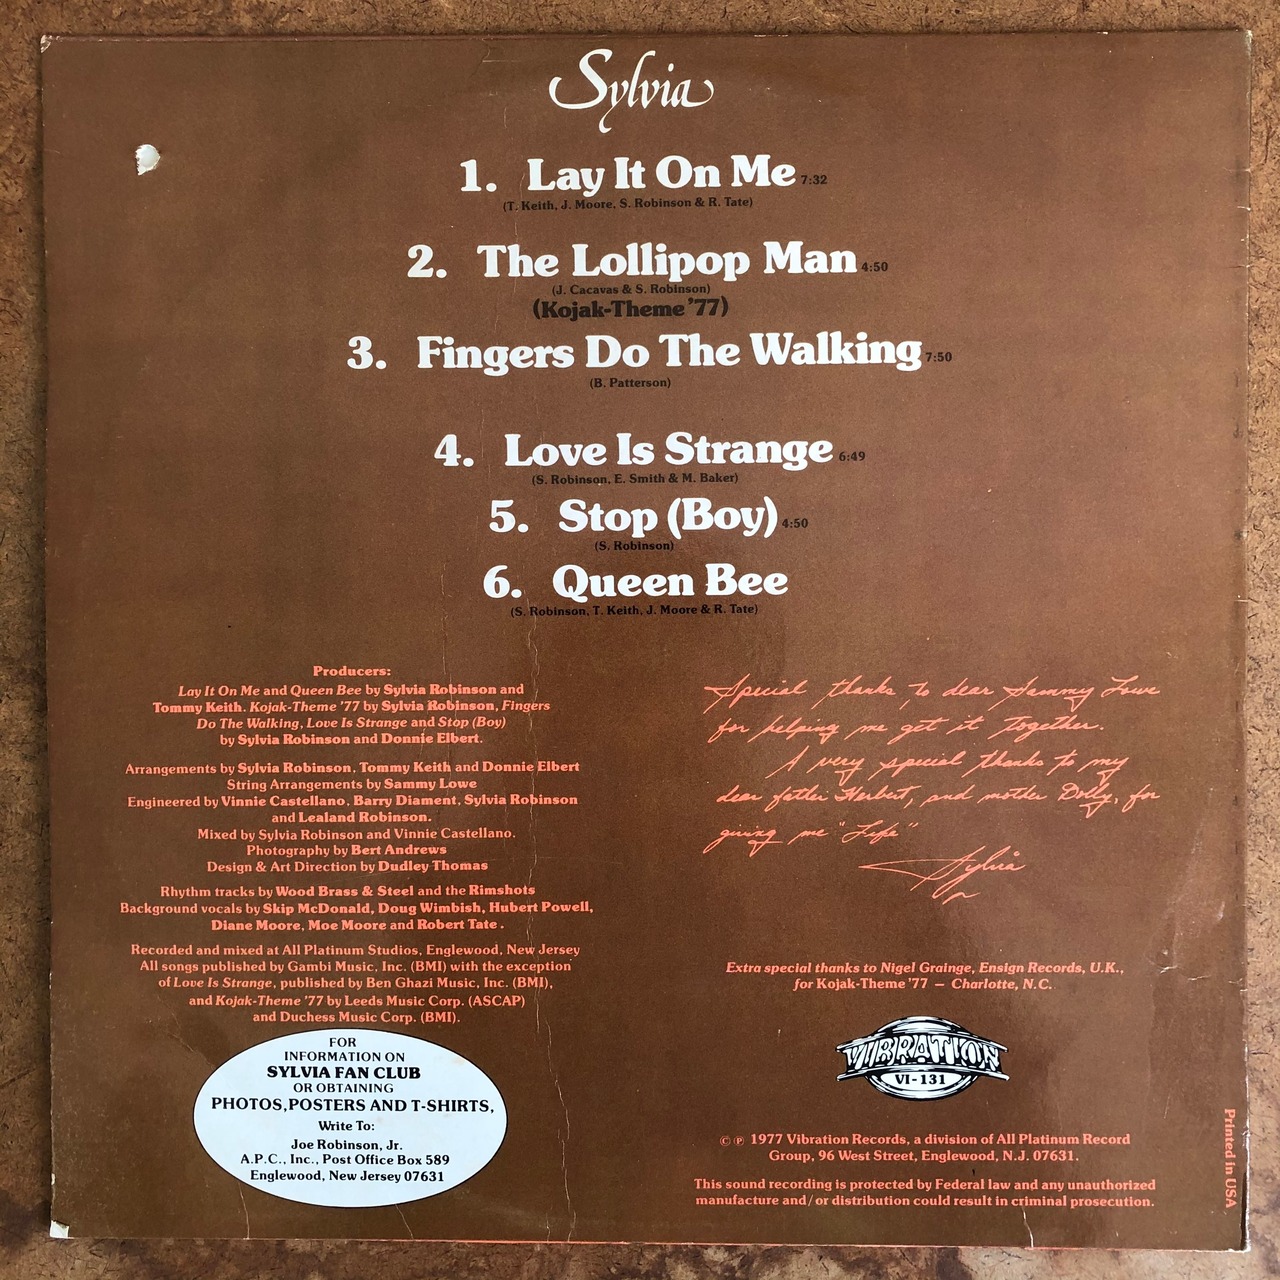 Sylvia
1. Lay It On Me 7:32
(T. Keith, J. Moore, S. Robinson & R. Tate)
2. The Lollipop Man 4:50
(J. Cacavas & S. Robinson)
(Kojak-Theme '77)
3. Fingers Do The Walking 7:50
(B. Patterson)
4. Love Is Strange 6:49
(S. Robinson, E. Smith & M. Baker)
5. Stop (Boy) 4:50
(S. Robinson)
6. Queen Bee
(S. Robinson, T. Keith, J. Moore & R. Tate)
Producers:
Lay It On Me and Queen Bee by Sylvia Robinson and
Tommy Keith. Kojak-Theme '77 by Sylvia Robinson, Fingers
Do The Walking, Love Is Strange and Stop (Boy)
by Sylvia Robinson and Donnie Elbert.
Arrangements by Sylvia Robinson, Tommy Keith and Donnie Elbert
String Arrangements by Sammy Lowe
Engineered by Vinnie Castellano, Barry Diament, Sylvia Robinson
and Lealand Robinson.
Mixed by Sylvia Robinson and Vinnie Castellano.
Photography by Bert Andrews
Design & Art Direction by Dudley Thomas
Rhythm tracks by Wood Brass & Steel and the Rimshots
Background vocals by Skip McDonald, Doug Wimbish, Hubert Powell,
Diane Moore, Moe Moore and Robert Tate.
Recorded and mixed at All Platinum Studios, Englewood, New Jersey
All songs published by Gambi Music, Inc. (BMI) with the exception
of Love Is Strange, published by Ben Ghazi Music, Inc. (BMI),
and Kojak-Theme '77 by Leeds Music Corp. (ASCAP)
and Duchess Music Corp. (BMI).
FOR
INFORMATION ON
SYLVIA FAN CLUB
OR OBTAINING
PHOTOS, POSTERS AND T-SHIRTS,
Write To:
Joe Robinson, Jr.
A.P.C., Inc., Post Office Box 589
Englewood, New Jersey 07631
Special thanks to dear Sammy Lowe
for helping me get it together.
A very special thanks to my
dear father Herbert, and mother Dolly, for
giving me "Life"
Sylvia
Extra special thanks to Nigel Grainge, Ensign Records, U.K.,
for Kojak-Theme '77 — Charlotte, N.C.
VIBRATION
VI-131
© ℗ 1977 Vibration Records, a division of All Platinum Record
Group, 96 West Street, Englewood, N.J. 07631.
This sound recording is protected by Federal law and any unauthorized
manufacture and/or distribution could result in criminal prosecution.
Printed in USA